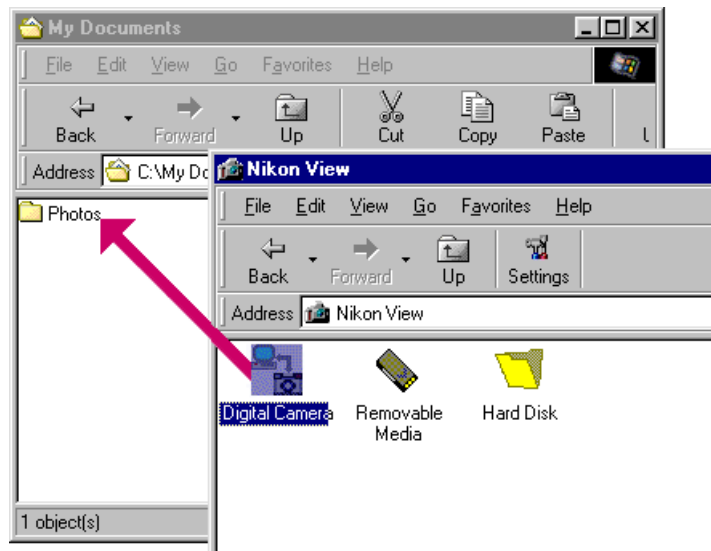 My Documents
File Edit View Go Favorites Help
Back Forward Up Cut Copy Paste
Address C:\My Do
Photos
1 object(s)
Nikon View
File Edit View Go Favorites Help
Back Forward Up Settings
Address Nikon View
Digital Camera Removable Media Hard Disk